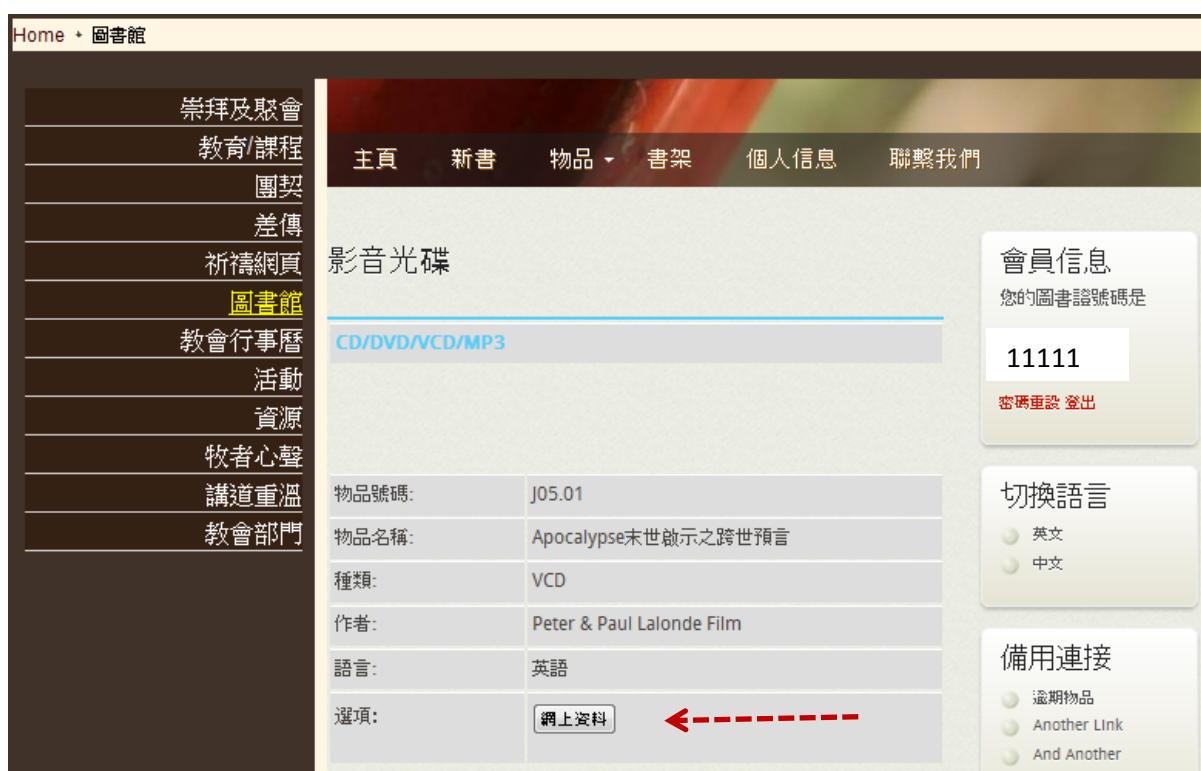 Home 圖書館
崇拜及聚會
教育/課程
團契
差傳
祈禱網頁
圖書館
教會行事曆
活動
資源
牧者心聲
講道重溫
教會部門
主頁 新書 物品 書架 個人信息 聯繫我們
影音光碟
CD/DVD/VCD/MP3
物品號碼: J05.01
物品名稱: Apocalypse末世啟示之跨世預言
種類: VCD
作者: Peter & Paul Lalonde Film
語言: 英語
選項: 網上資料
會員信息
您的圖書證號碼是
11111
密碼重設 登出
切換語言
英文
中文
備用連接
逾期物品
Another LInk
And Another